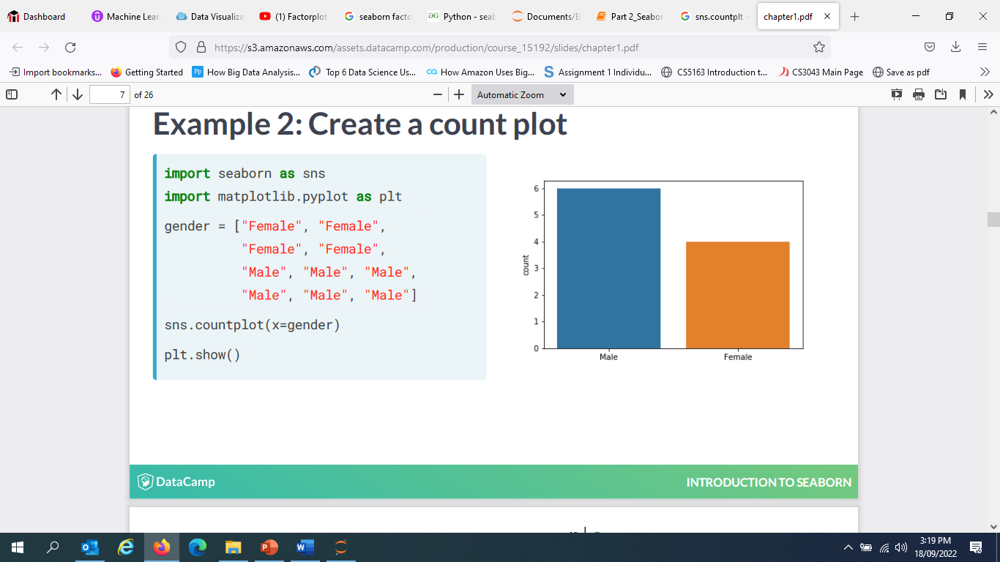 Dashboard
Machine Lear
Data Visualiza
(1) Factorplot
seaborn facto
Python - seab
Documents/B
Part 2_Seabor
sns.countplt -
chapter1.pdf
https://s3.amazonaws.com/assets.datacamp.com/production/course_15192/slides/chapter1.pdf
Import bookmarks...
Getting Started
Pp
How Big Data Analysis...
Top 6 Data Science Us...
How Amazon Uses Big...
Assignment 1 Individu...
CS5163 Introduction t...
CS3043 Main Page
Save as pdf
7 of 26
Automatic Zoom
Example 2: Create a count plot
import seaborn as sns
import matplotlib.pyplot as plt
gender = ["Female", "Female",
"Female", "Female",
"Male", "Male", "Male",
"Male", "Male", "Male"]
sns.countplot(x=gender)
plt.show()
6
5
4
3
2
1
0
count
Male
Female
DataCamp
INTRODUCTION TO SEABORN
3:19 PM
18/09/2022